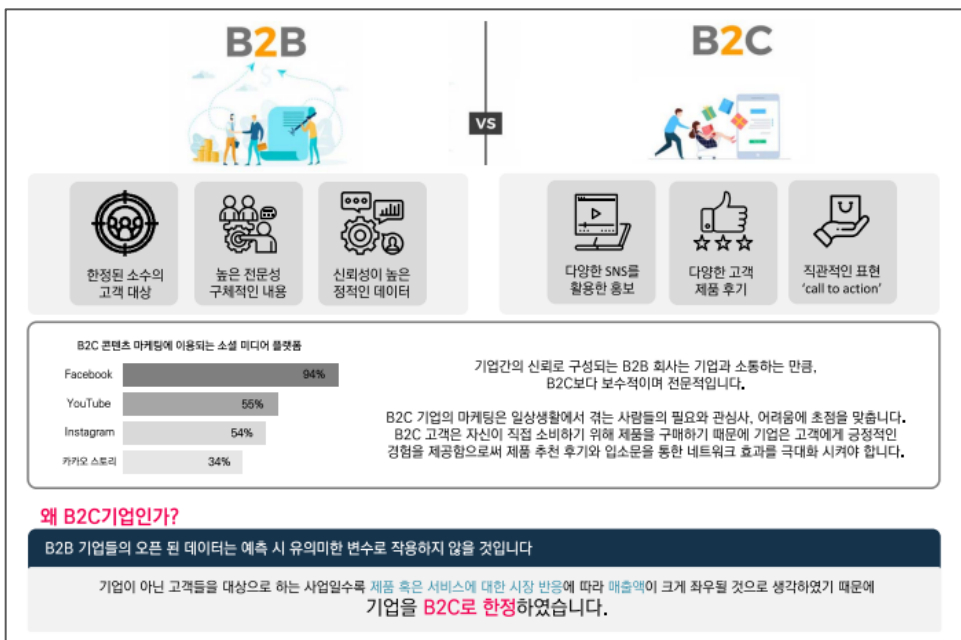 B2B
B2C
VS
한정된 소수의
고객 대상
높은 전문성
구체적인 내용
신뢰성이 높은
정적인 데이터
다양한 SNS를
활용한 홍보
다양한 고객
제품 후기
직관적인 표현
‘call to action’
B2C 콘텐츠 마케팅에 이용되는 소셜 미디어 플랫폼
Facebook 94%
YouTube 55%
Instagram 54%
카카오 스토리 34%
기업간의 신뢰로 구성되는 B2B 회사는 기업과 소통하는 만큼,
B2C보다 보수적이며 전문적입니다.
B2C 기업의 마케팅은 일상생활에서 겪는 사람들의 필요와 관심사, 어려움에 초점을 맞춥니다.
B2C 고객은 자신이 직접 소비하기 위해 제품을 구매하기 때문에 기업은 고객에게 긍정적인
경험을 제공함으로써 제품 추천 후기와 입소문을 통한 네트워크 효과를 극대화 시켜야 합니다.
왜 B2C기업인가?
B2B 기업들의 오픈 된 데이터는 예측 시 유의미한 변수로 작용하지 않을 것입니다
기업이 아닌 고객들을 대상으로 하는 사업일수록 제품 혹은 서비스에 대한 시장 반응에 따라 매출액이 크게 좌우될 것으로 생각하였기 때문에
기업을 B2C로 한정하였습니다.